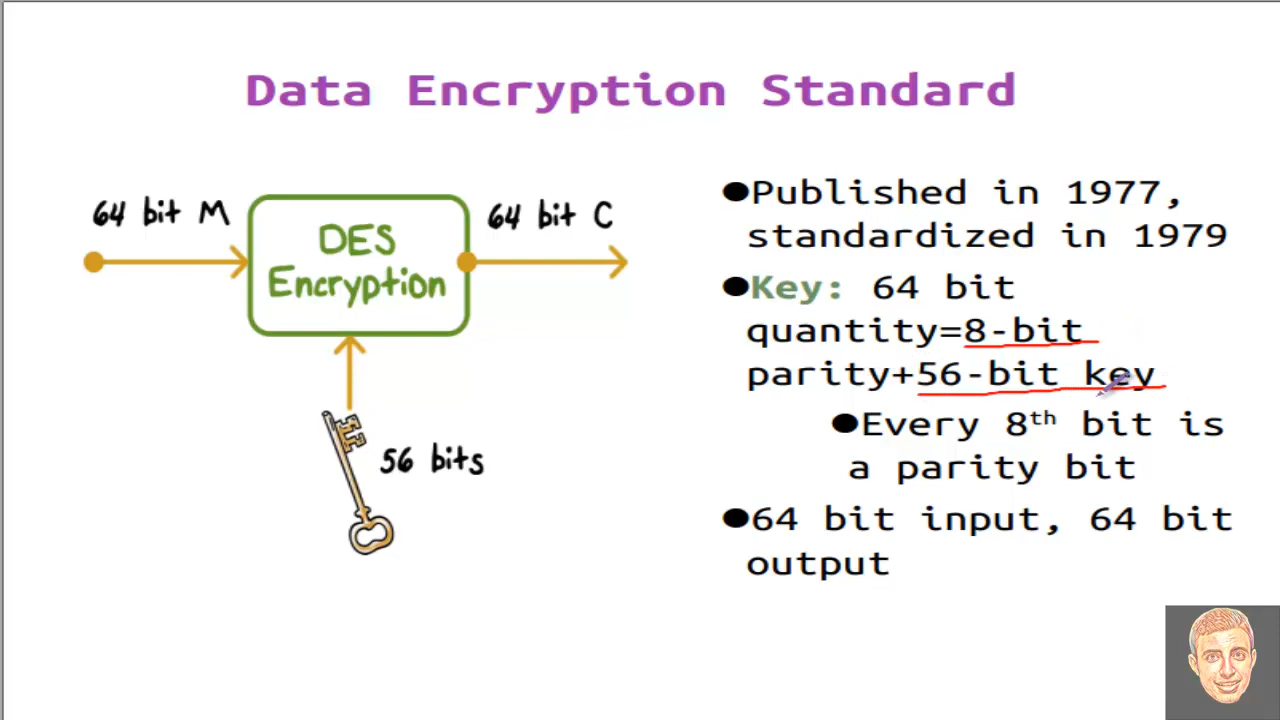 Data Encryption Standard
64 bit M
DES
Encryption
64 bit C
56 bits
●Published in 1977,
standardized in 1979
●Key: 64 bit
quantity=8-bit
parity+56-bit key
●Every 8th bit is
a parity bit
●64 bit input, 64 bit
output